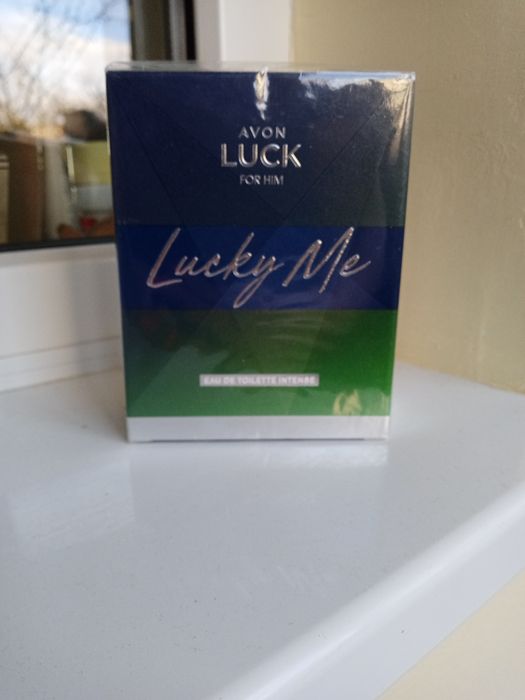 AVON
LUCK
FOR HIM
Lucky Me
EAU DE TOILETTE INTENSE